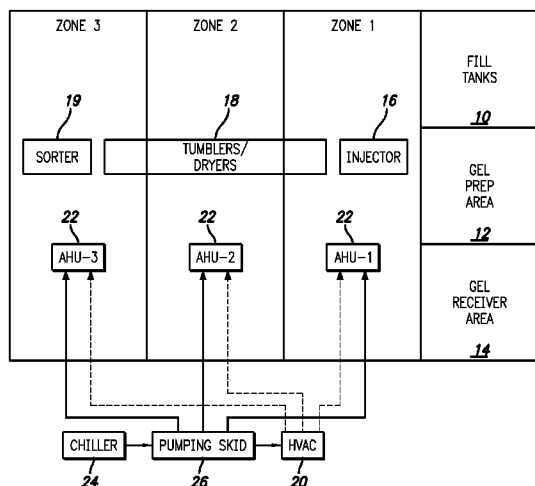 ZONE 3
ZONE 2
ZONE 1
FILL
TANKS
10
19
18
16
SORTER
TUMBLERS/
DRYERS
INJECTOR
GEL
PREP
AREA
12
22
22
22
AHU-3
AHU-2
AHU-1
GEL
RECEIVER
AREA
14
CHILLER
PUMPING SKID
HVAC
24
26
20